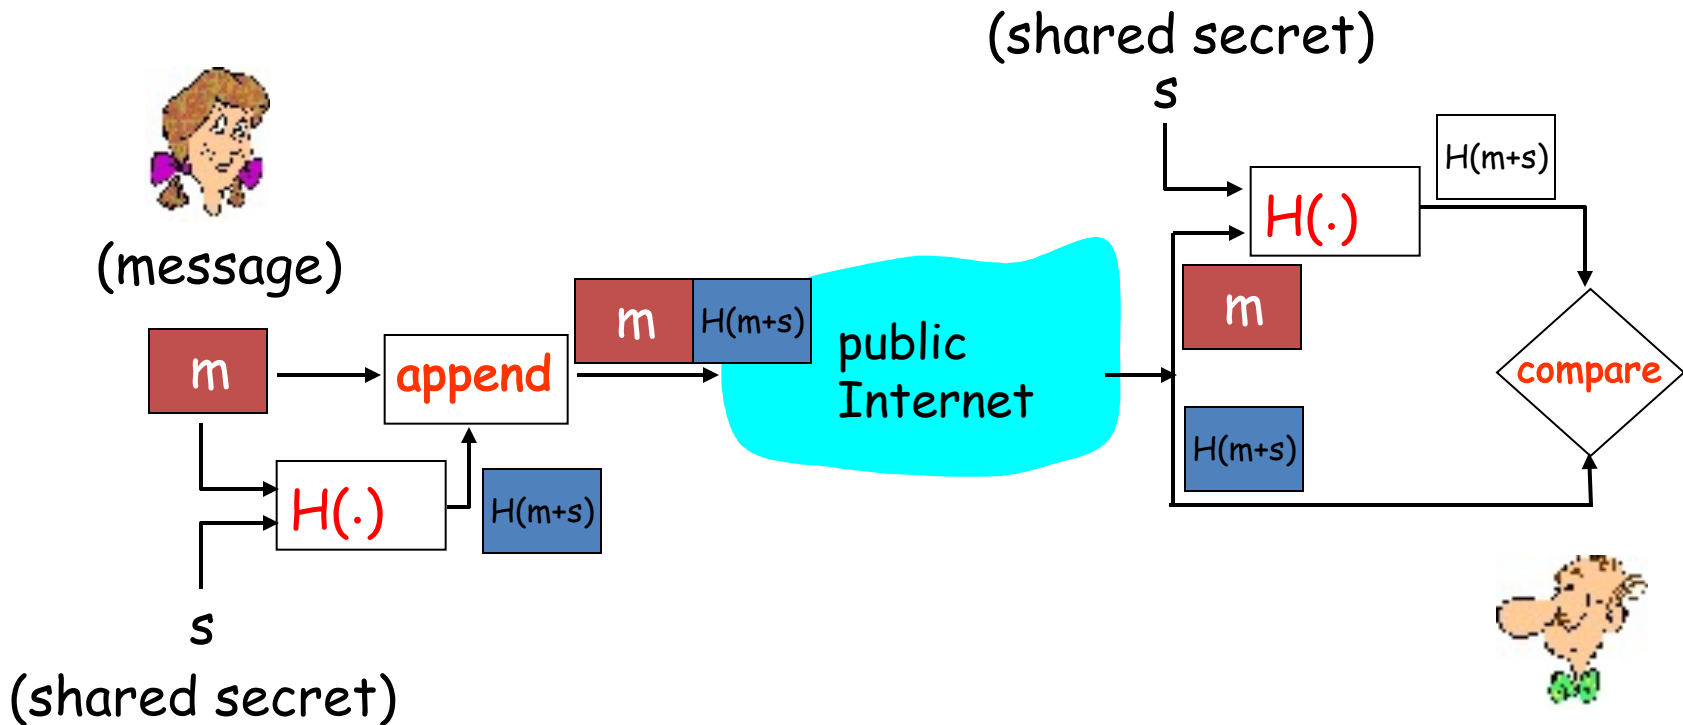 (shared secret)
s
H(m+s)
H(.)
(message)
m
H(m+s)
m
public
Internet
m
append
compare
H(m+s)
H(.)
H(m+s)
s
(shared secret)